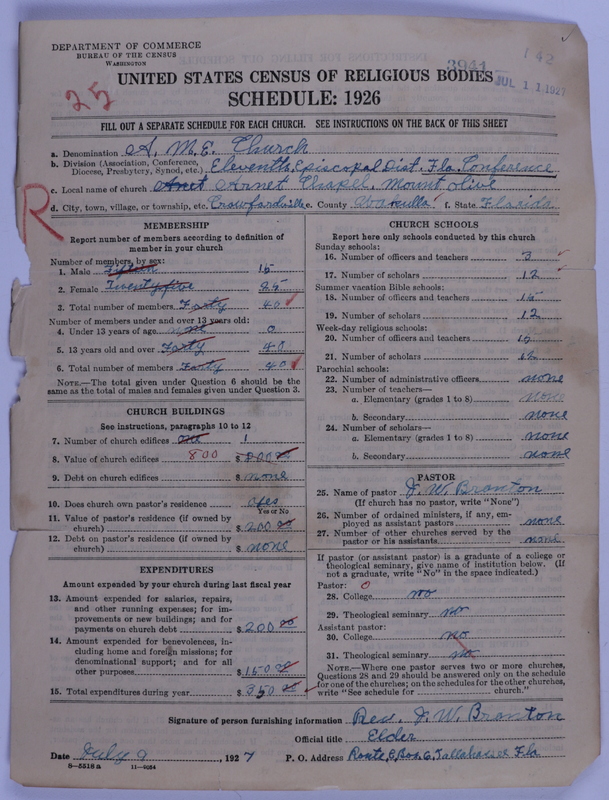 DEPARTMENT OF COMMERCE
BUREAU OF THE CENSUS
WASHINGTON
3941
142
JUL 11 1927
25
UNITED STATES CENSUS OF RELIGIOUS BODIES
SCHEDULE: 1926
FILL OUT A SEPARATE SCHEDULE FOR EACH CHURCH. SEE INSTRUCTIONS ON THE BACK OF THIS SHEET
a. Denomination A. M. E. Church
b. Division (Association, Conference, Diocese, Presbytery, Synod, etc.) Eleventh Episcopal Dist. Fla. Conference
c. Local name of church Arnet Chapel. Mount olive
R
d. City, town, village, or township, etc. Crawfordville e. County Wakulla f. State Florida
MEMBERSHIP
Report number of members according to definition of
member in your church
Number of members by sex:
1. Male Fifteen 15
2. Female Twentyfive 25
3. Total number of members Forty 40
Number of members under and over 13 years old:
4. Under 13 years of age none 0
5. 13 years old and over Forty 40
6. Total number of members Forty 40
NOTE.—The total given under Question 6 should be the
same as the total of males and females given under Question 3.
CHURCH BUILDINGS
See instructions, paragraphs 10 to 12
7. Number of church edifices one 1
8. Value of church edifices 800 $ 800 00
9. Debt on church edifices $ none
10. Does church own pastor's residence yes
Yes or No
11. Value of pastor's residence (if owned by
church) $ 200 00
12. Debt on pastor's residence (if owned by
church) $ none
EXPENDITURES
Amount expended by your church during last fiscal year
13. Amount expended for salaries, repairs,
and other running expenses; for im-
provements or new buildings; and for
payments on church debt $ 200 00
14. Amount expended for benevolences, in-
cluding home and foreign missions; for
denominational support; and for all
other purposes $ 150 00
15. Total expenditures during year $ 350 00
CHURCH SCHOOLS
Report here only schools conducted by this church
Sunday schools:
16. Number of officers and teachers 3
17. Number of scholars 12
Summer vacation Bible schools:
18. Number of officers and teachers 15
19. Number of scholars 12
Week-day religious schools:
20. Number of officers and teachers 15
21. Number of scholars 12
Parochial schools:
22. Number of administrative officers none
23. Number of teachers—
a. Elementary (grades 1 to 8) none
b. Secondary none
24. Number of scholars—
a. Elementary (grades 1 to 8) none
b. Secondary none
PASTOR
25. Name of pastor J. W. Branton
(If church has no pastor, write "None")
26. Number of ordained ministers, if any, em-
ployed as assistant pastors none
27. Number of other churches served by the
pastor or his assistants none
If pastor (or assistant pastor) is a graduate of a college or
theological seminary, give name of institution below. (If
not a graduate, write "No" in the space indicated.)
Pastor: 0
28. College no
29. Theological seminary no
Assistant pastor:
30. College no
31. Theological seminary no
NOTE.—Where one pastor serves two or more churches,
Questions 28 and 29 should be answered only on the schedule
for one of the churches; on the schedules for the other churches,
write "See schedule for church."
Signature of person furnishing information Rev. J. W. Branton
Official title Elder
Date July 9, 1927 P. O. Address Route, Box 6, Tallahassee Fla
8—5518 a 11—9084